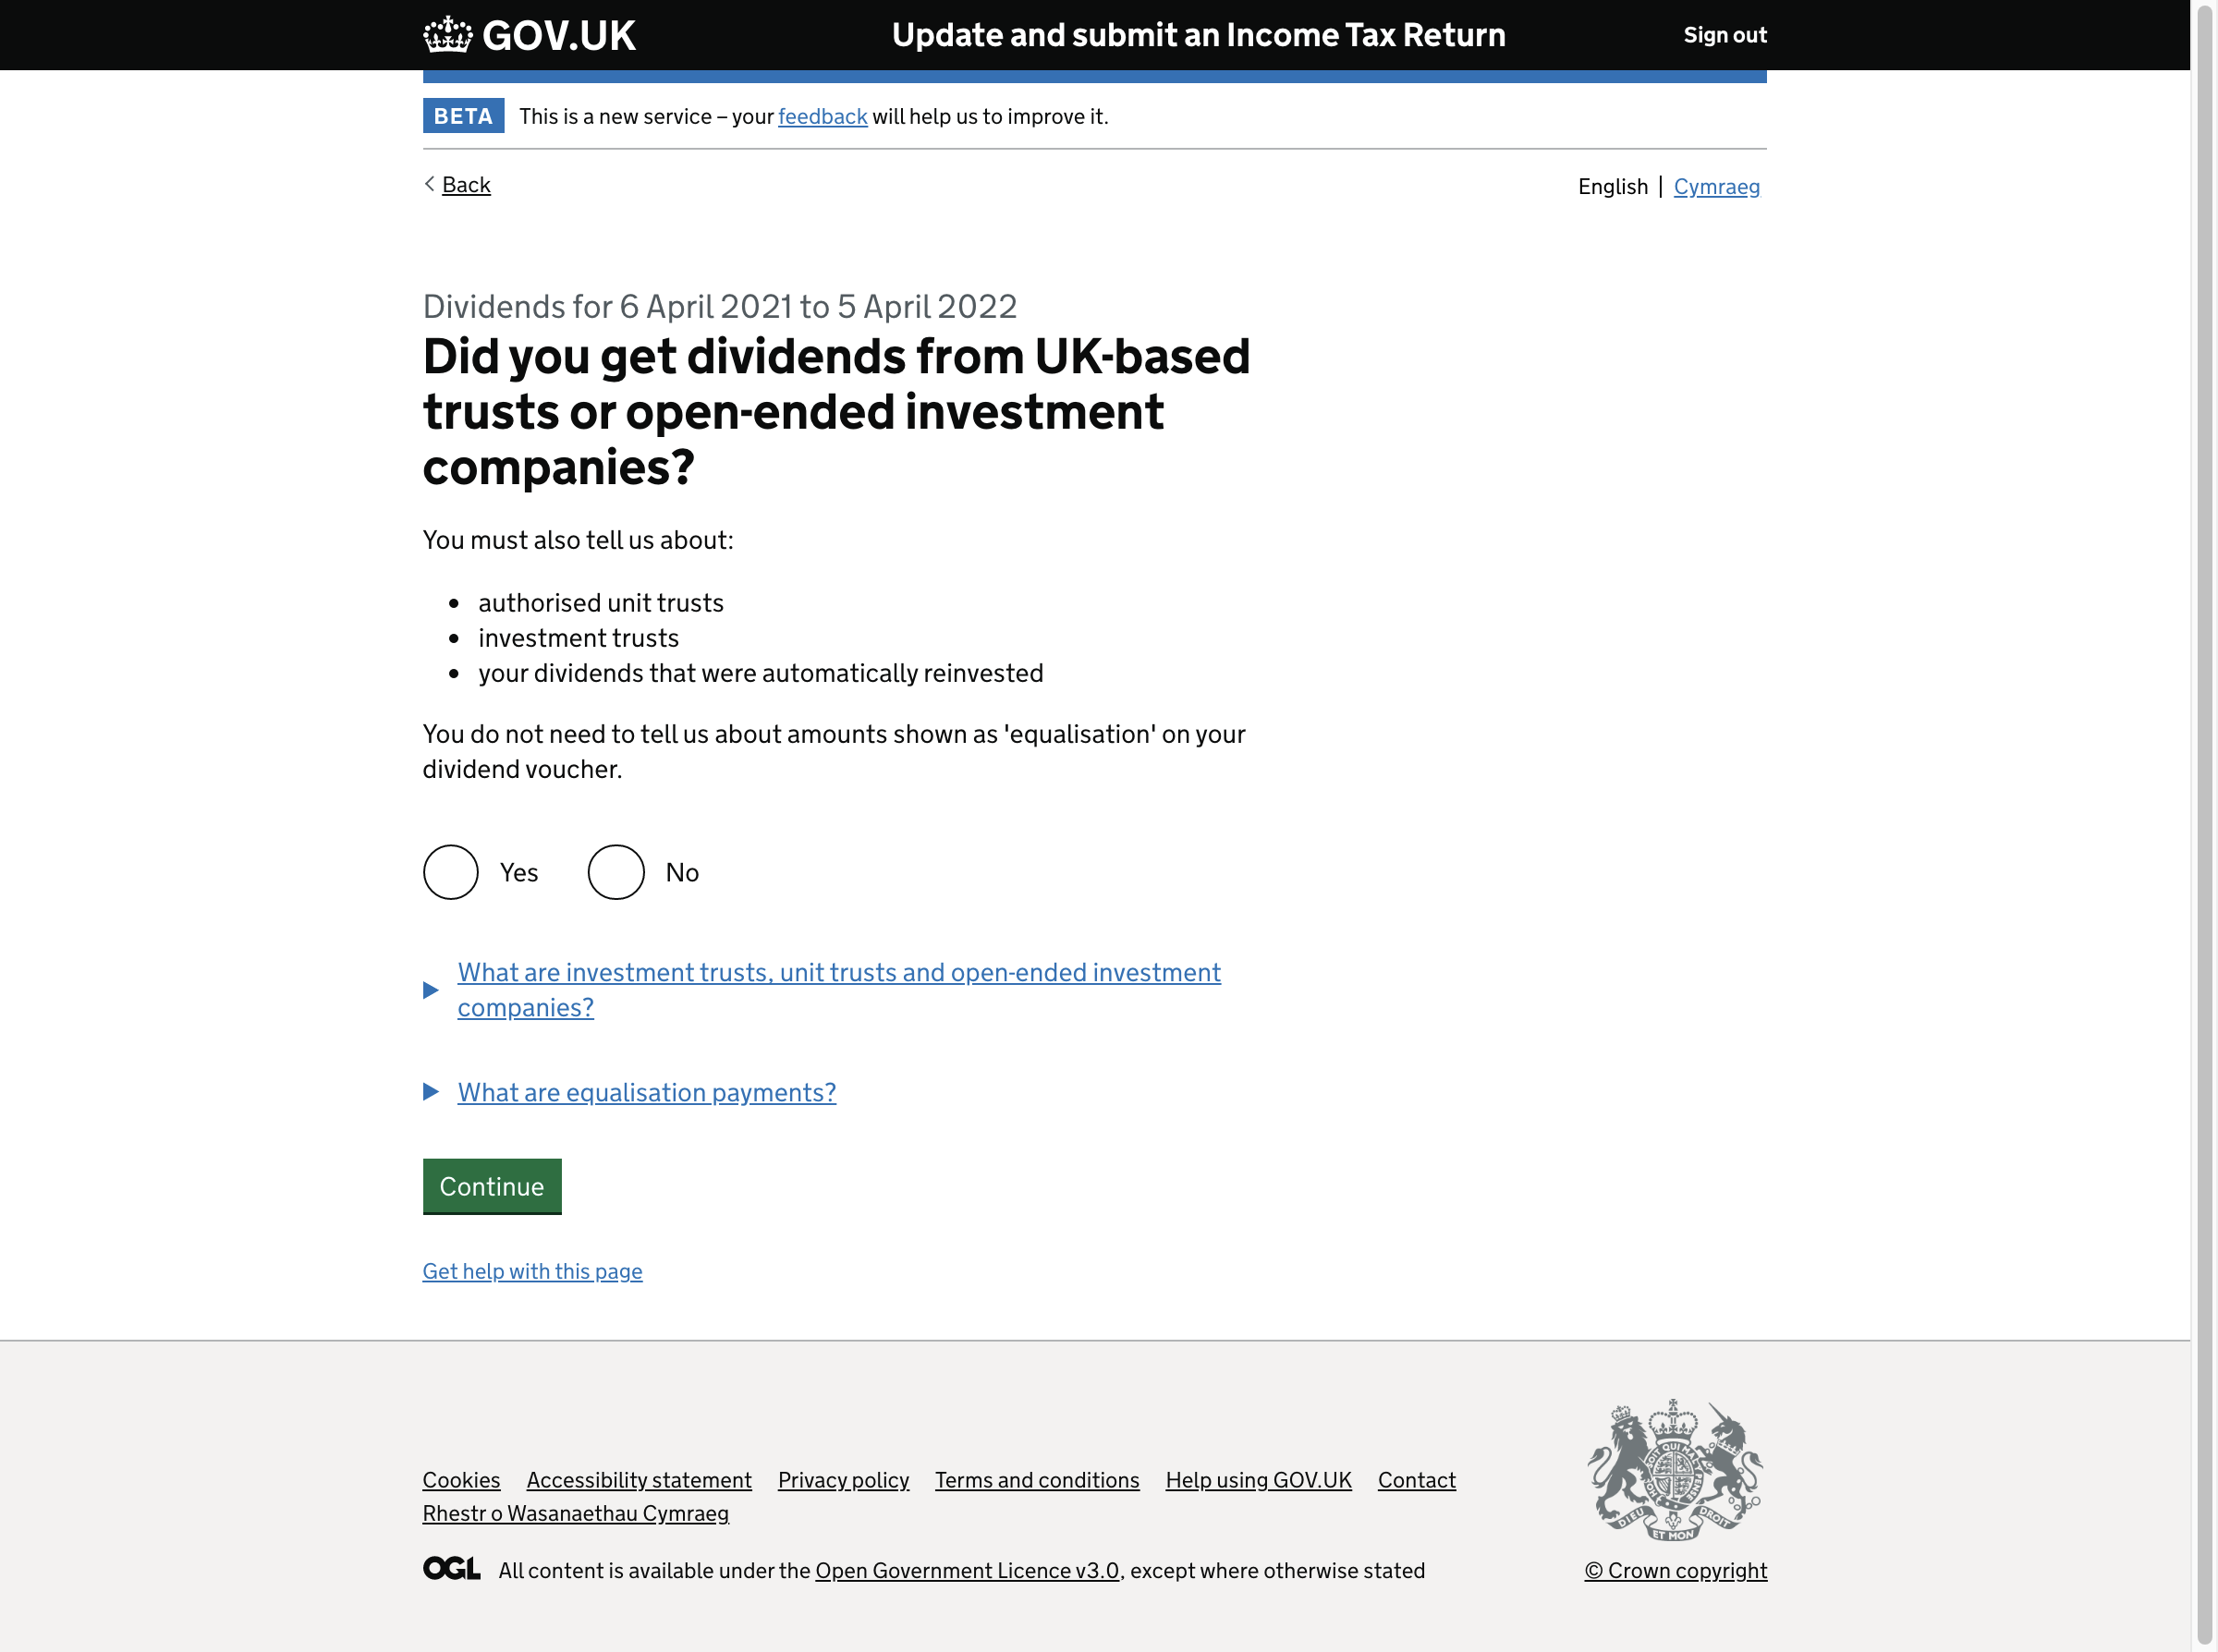 GOV.UK
Update and submit an Income Tax Return
Sign out
BETA
This is a new service – your feedback will help us to improve it.
Back
English | Cymraeg
Dividends for 6 April 2021 to 5 April 2022
Did you get dividends from UK-based
trusts or open-ended investment
companies?
You must also tell us about:
• authorised unit trusts
• investment trusts
• your dividends that were automatically reinvested
You do not need to tell us about amounts shown as 'equalisation' on your
dividend voucher.
Yes
No
What are investment trusts, unit trusts and open-ended investment
companies?
What are equalisation payments?
Continue
Get help with this page
Cookies Accessibility statement Privacy policy Terms and conditions Help using GOV.UK Contact
Rhestr o Wasanaethau Cymraeg
DIEU ET MON DROIT
OGL All content is available under the Open Government Licence v3.0, except where otherwise stated
© Crown copyright